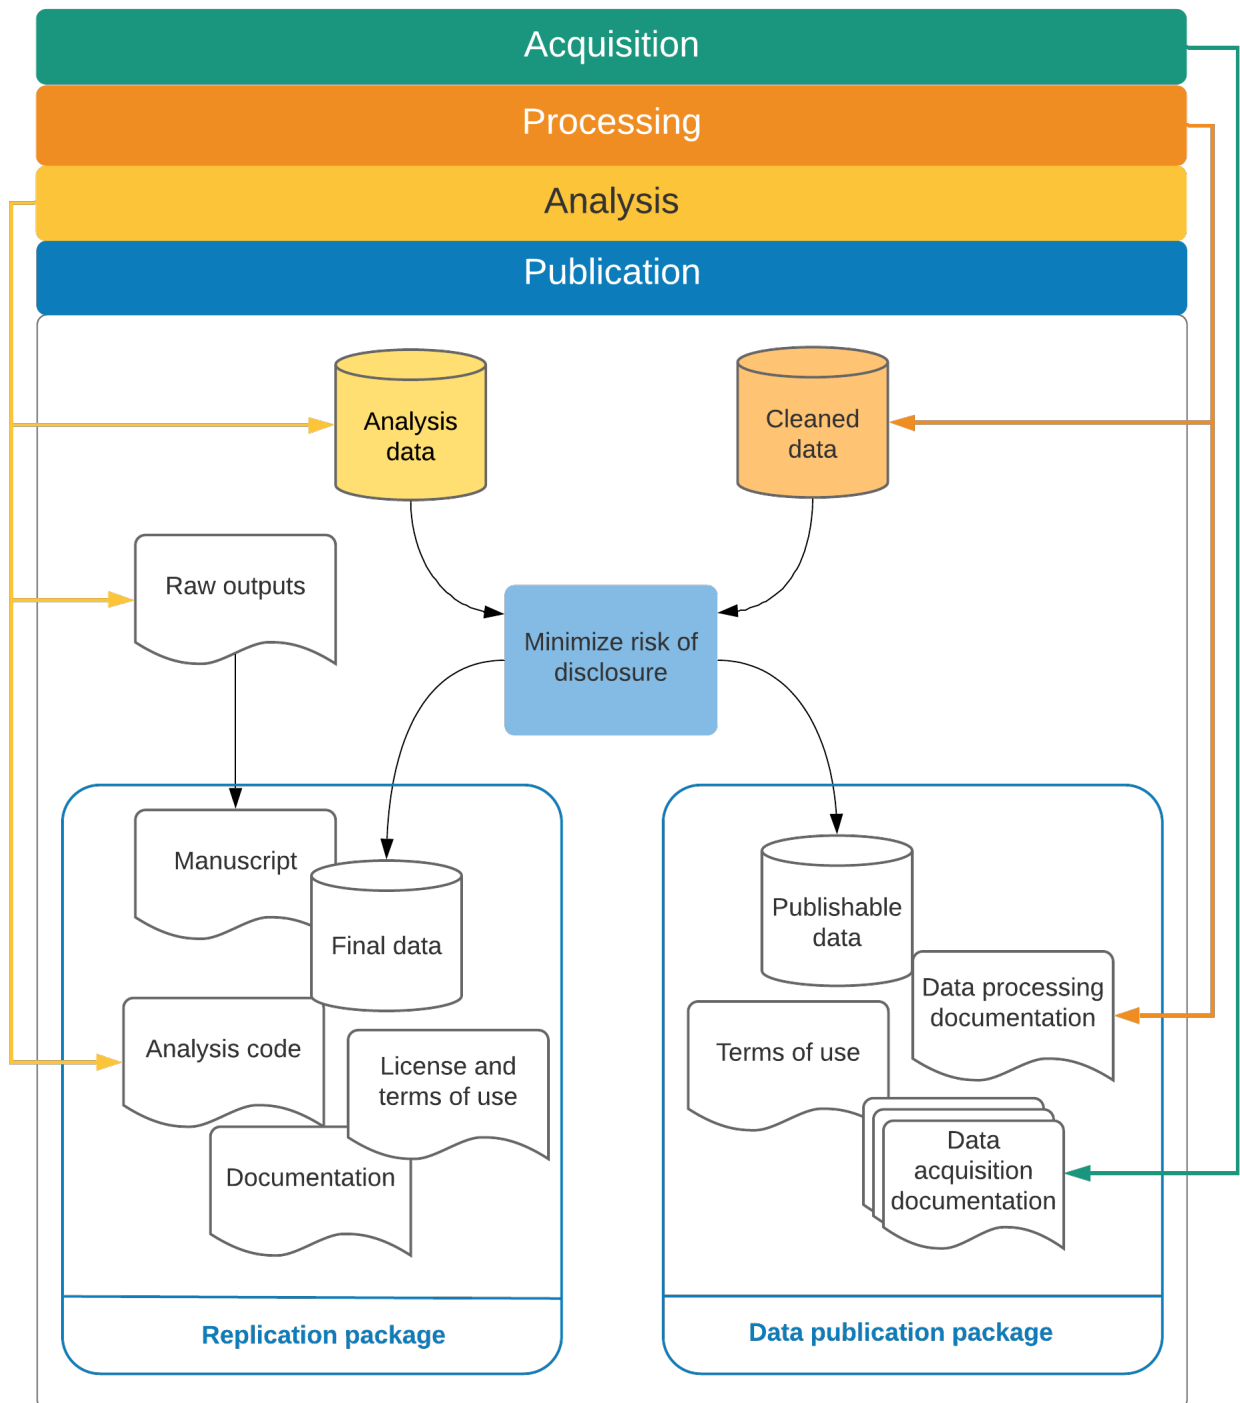 Acquisition
Processing
Analysis
Publication
Analysis
data
Cleaned
data
Raw outputs
Minimize risk of
disclosure
Manuscript
Final data
Analysis code
License and
terms of use
Documentation
Replication package
Publishable
data
Data processing
documentation
Terms of use
Data
acquisition
documentation
Data publication package